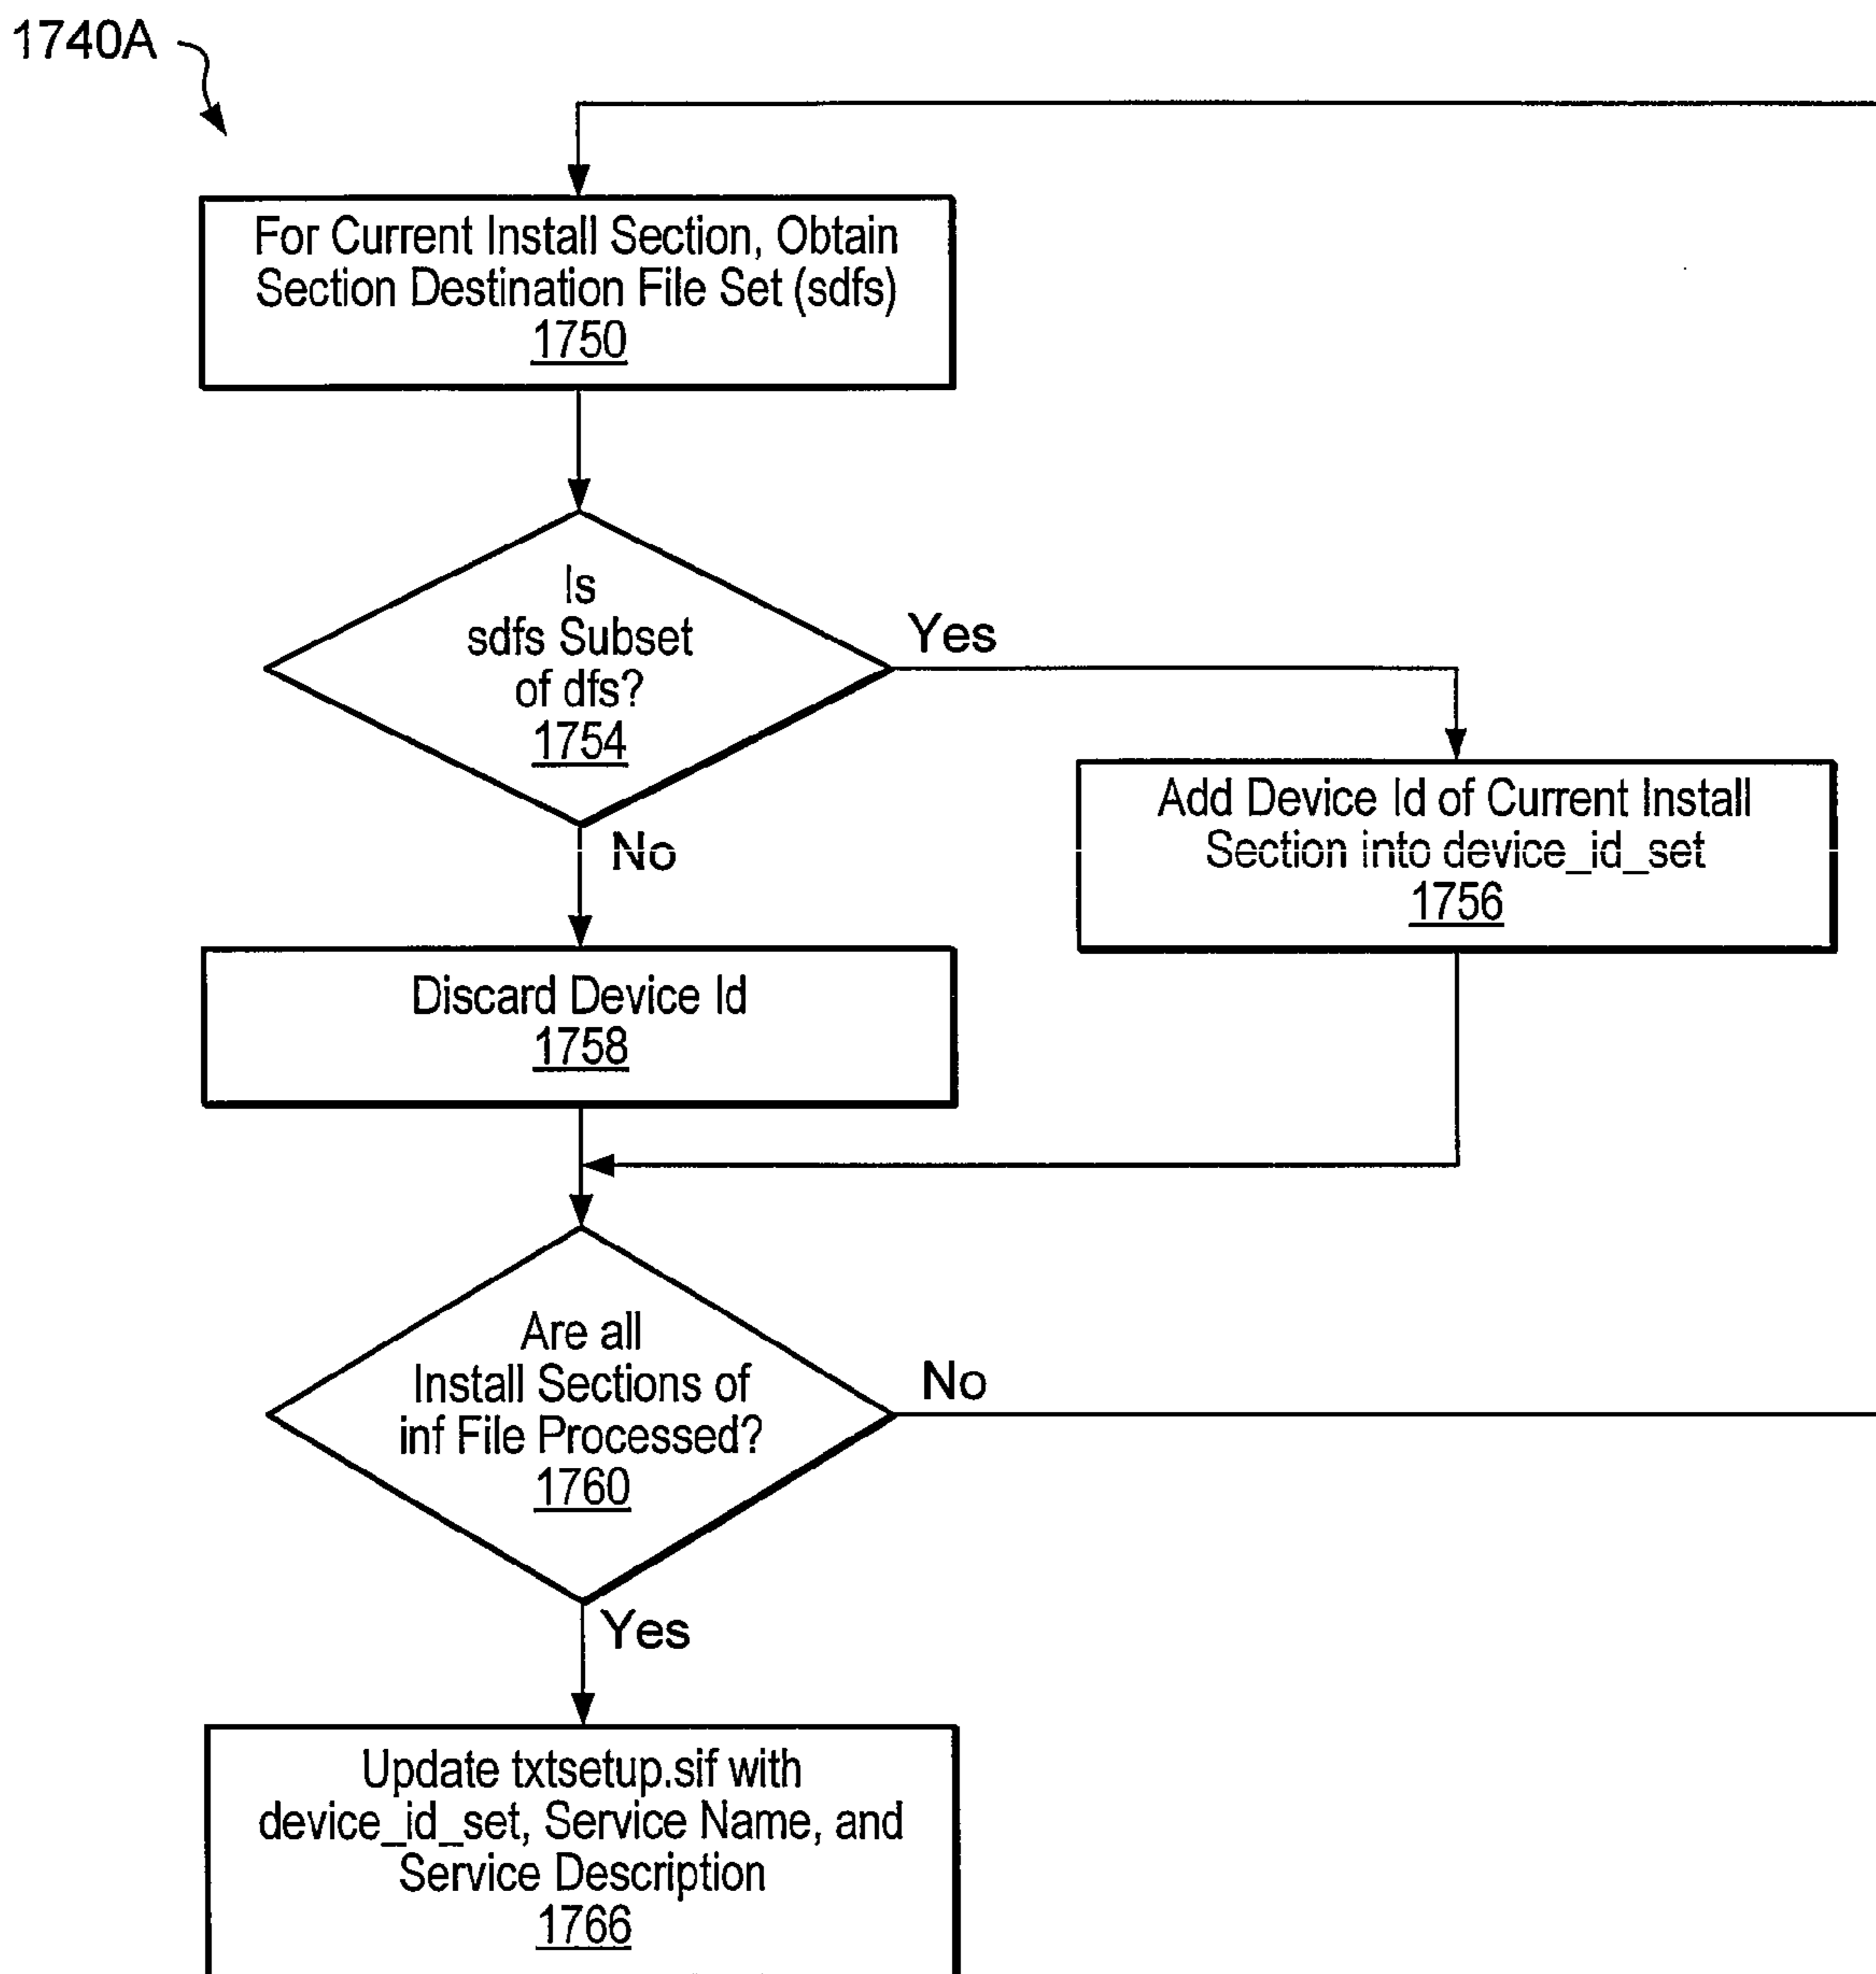 1740A
For Current Install Section, Obtain
Section Destination File Set (sdfs)
1750
Is
sdfs Subset
of dfs?
1754
Yes
No
Add Device Id of Current Install
Section into device_id_set
1756
Discard Device Id
1758
Are all
Install Sections of
inf File Processed?
1760
No
Yes
Update txtsetup.sif with
device_id_set, Service Name, and
Service Description
1766